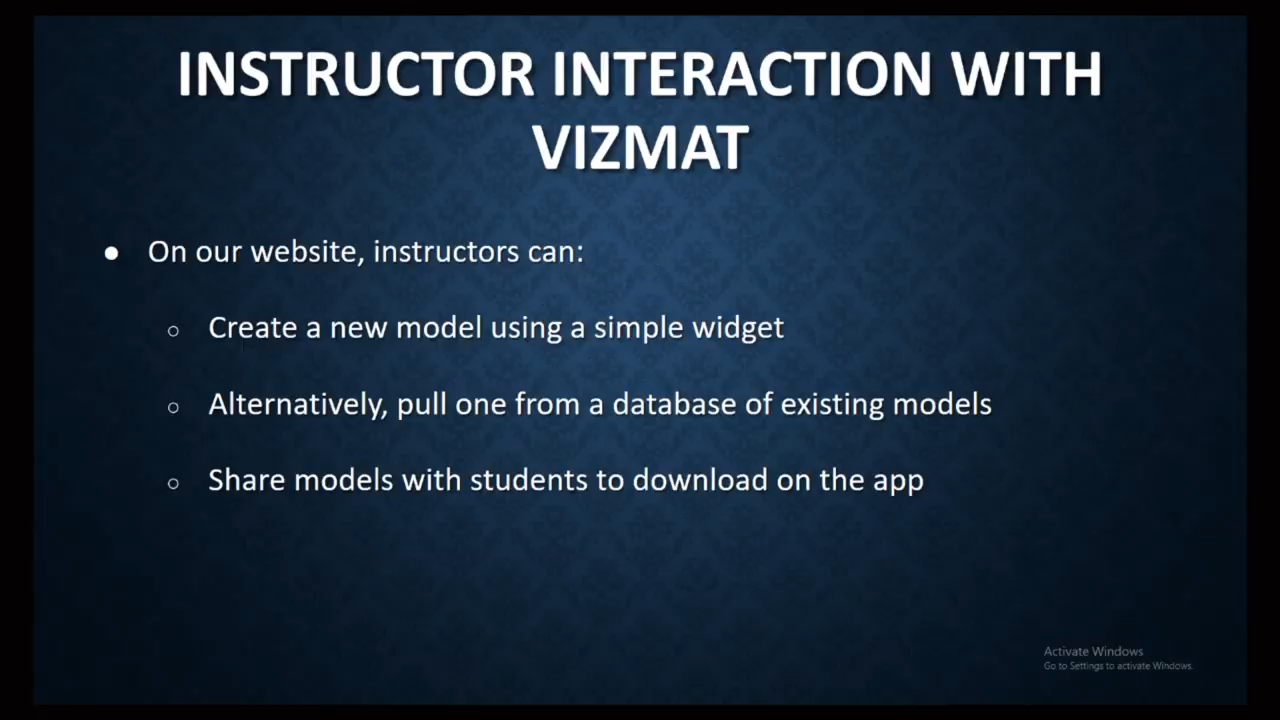 INSTRUCTOR INTERACTION WITH
VIZMAT
● On our website, instructors can:
○ Create a new model using a simple widget
○ Alternatively, pull one from a database of existing models
○ Share models with students to download on the app
Activate Windows
Go to Settings to activate Windows.